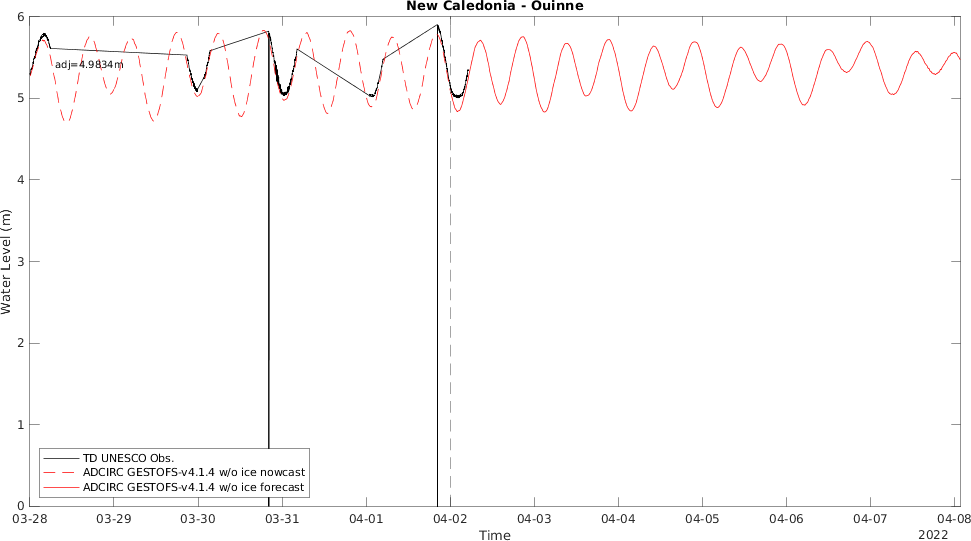 New Caledonia - Ouinne
6
5
4
3
2
1
0
Water Level (m)
adj=4.9834m
TD UNESCO Obs.
ADCIRC GESTOFS-v4.1.4 w/o ice nowcast
ADCIRC GESTOFS-v4.1.4 w/o ice forecast
03-28 03-29 03-30 03-31 04-01 04-02 04-03 04-04 04-05 04-06 04-07 04-08
Time
2022